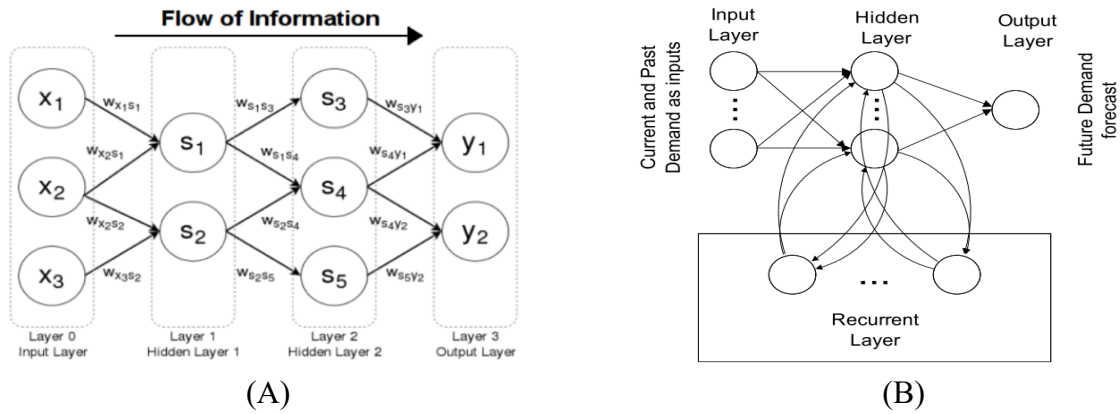 Flow of Information
x1
x2
x3
wx1s1
wx2s1
wx2s2
wx3s2
s1
s2
ws1s3
ws1s4
ws2s4
ws2s5
s3
s4
s5
ws3y1
ws4y1
ws4y2
ws5y2
y1
y2
Layer 0
Input Layer
Layer 1
Hidden Layer 1
Layer 2
Hidden Layer 2
Layer 3
Output Layer
(A)
Input
Layer
Hidden
Layer
Output
Layer
Current and Past
Demand as inputs
Future Demand
forecast
Recurrent
Layer
(B)